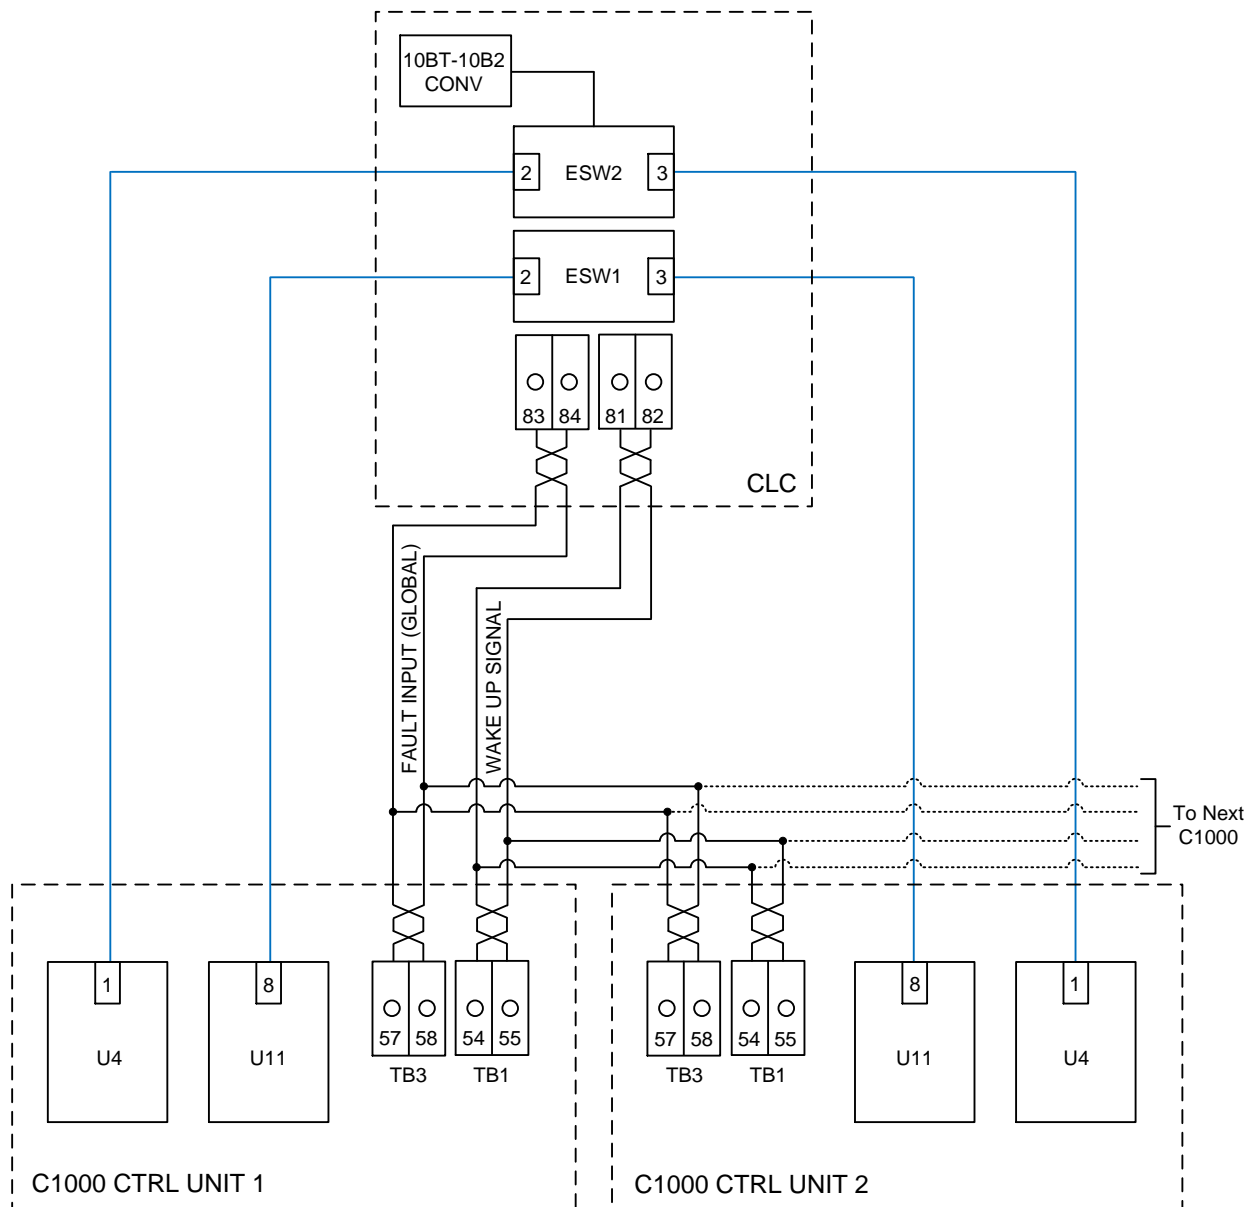 10BT-10B2
CONV
2
ESW2
3
2
ESW1
3
83
84
81
82
CLC
FAULT INPUT (GLOBAL)
WAKE UP SIGNAL
To Next
C1000
1
U4
8
U11
57
58
TB3
54
55
TB1
57
58
TB3
54
55
TB1
8
U11
1
U4
C1000 CTRL UNIT 1
C1000 CTRL UNIT 2